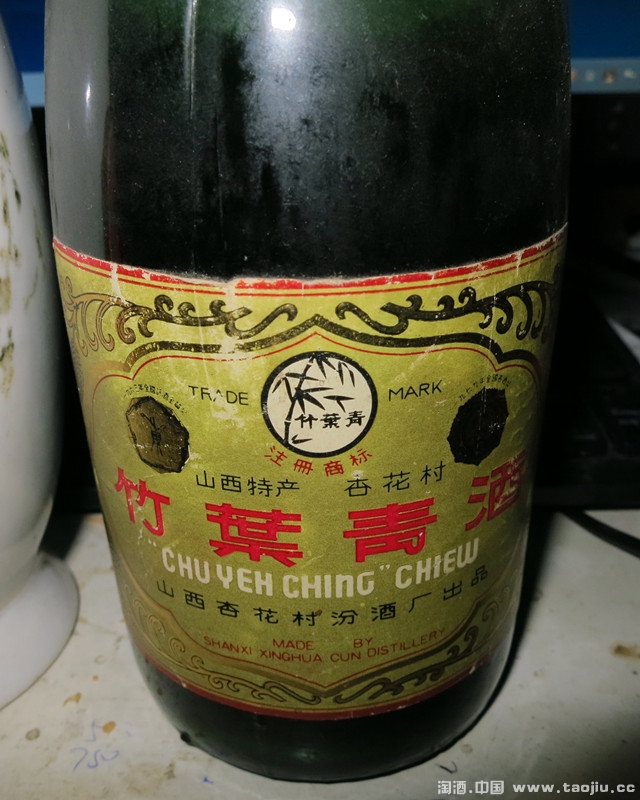 TRADE MARK
竹葉青
注册商标
山西特产 杏花村
竹葉青酒
"CHU YEH CHING" CHIEW
山西杏花村汾酒厂出品
MADE BY
SHANXI XINGHUA CUN DISTILLERY
淘酒.中国 www.taojiu.cc